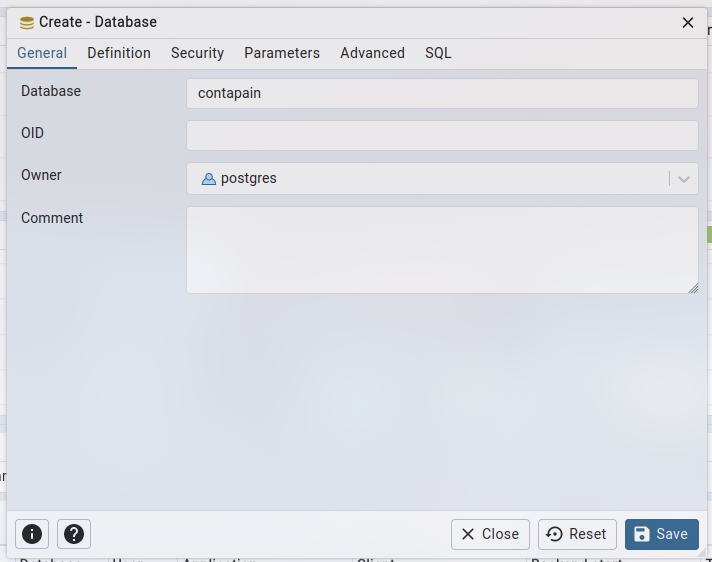 Create - Database
General Definition Security Parameters Advanced SQL
Database contapain
OID
Owner postgres
Comment
Close Reset Save